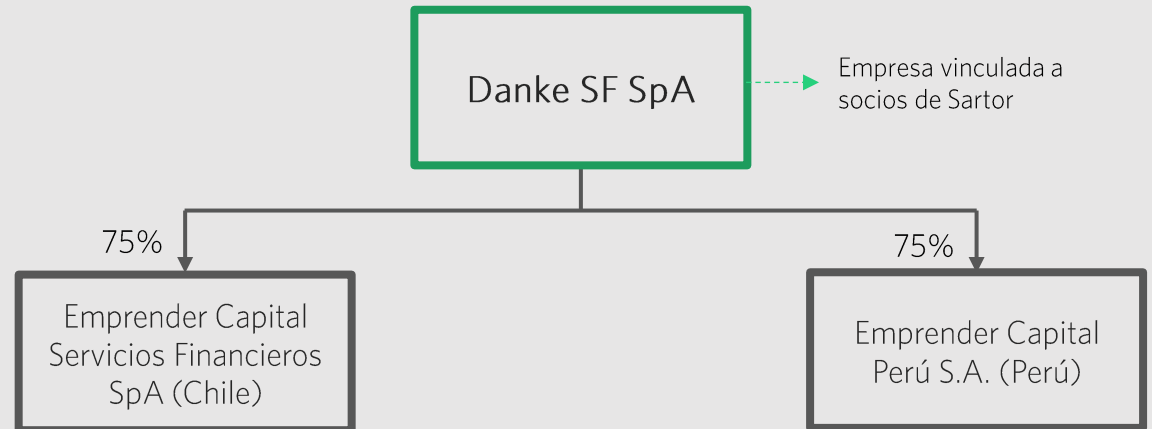 Danke SF SpA
Empresa vinculada a
socios de Sartor
75%
75%
Emprender Capital
Servicios Financieros
SpA (Chile)
Emprender Capital
Perú S.A. (Perú)